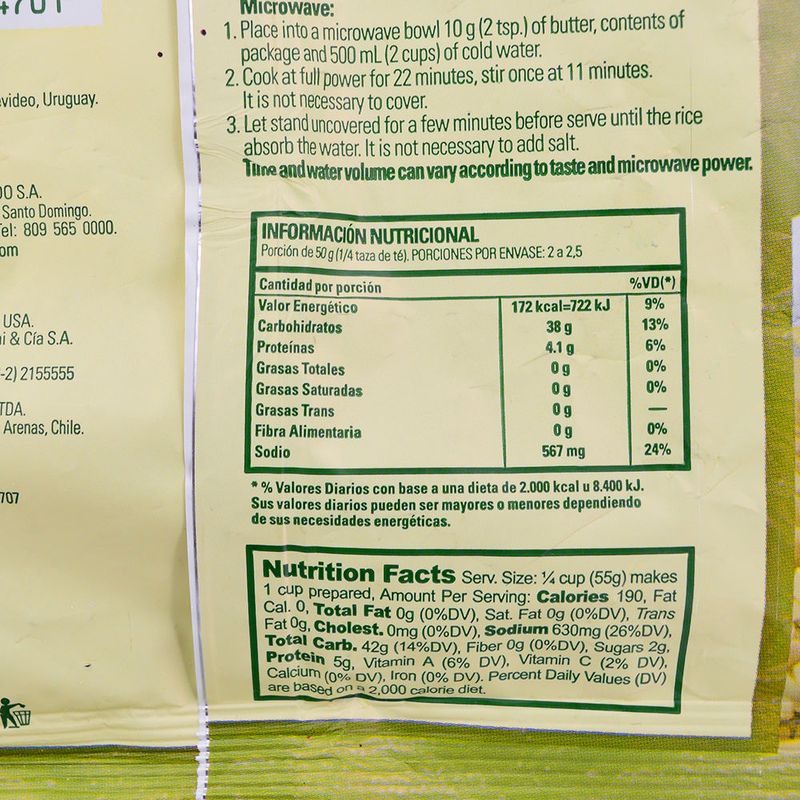 4701
video, Uruguay.
O S.A.
Santo Domingo.
Tel: 809 565 0000.
om
USA.
i & Cía S.A.
-2) 2155555
TDA.
Arenas, Chile.
707
Microwave:
1. Place into a microwave bowl 10 g (2 tsp.) of butter, contents of
package and 500 mL (2 cups) of cold water.
2. Cook at full power for 22 minutes, stir once at 11 minutes.
It is not necessary to cover.
3. Let stand uncovered for a few minutes before serve until the rice
absorb the water. It is not necessary to add salt.
Time and water volume can vary according to taste and microwave power.
INFORMACIÓN NUTRICIONAL
Porción de 50 g (1/4 taza de té). PORCIONES POR ENVASE: 2 a 2,5
Cantidad por porción %VD(*)
Valor Energético 172 kcal=722 kJ 9%
Carbohidratos 38 g 13%
Proteínas 4.1 g 6%
Grasas Totales 0 g 0%
Grasas Saturadas 0 g 0%
Grasas Trans 0 g —
Fibra Alimentaria 0 g 0%
Sodio 567 mg 24%
* % Valores Diarios con base a una dieta de 2.000 kcal u 8.400 kJ.
Sus valores diarios pueden ser mayores o menores dependiendo
de sus necesidades energéticas.
Nutrition Facts Serv. Size: ¼ cup (55g) makes
1 cup prepared, Amount Per Serving: Calories 190, Fat
Cal. 0, Total Fat 0g (0%DV), Sat. Fat 0g (0%DV), Trans
Fat 0g, Cholest. 0mg (0%DV), Sodium 630mg (26%DV),
Total Carb. 42g (14%DV), Fiber 0g (0%DV), Sugars 2g,
Protein 5g, Vitamin A (6% DV), Vitamin C (2% DV),
Calcium (0% DV), Iron (0% DV). Percent Daily Values (DV)
are based on a 2,000 calorie diet.